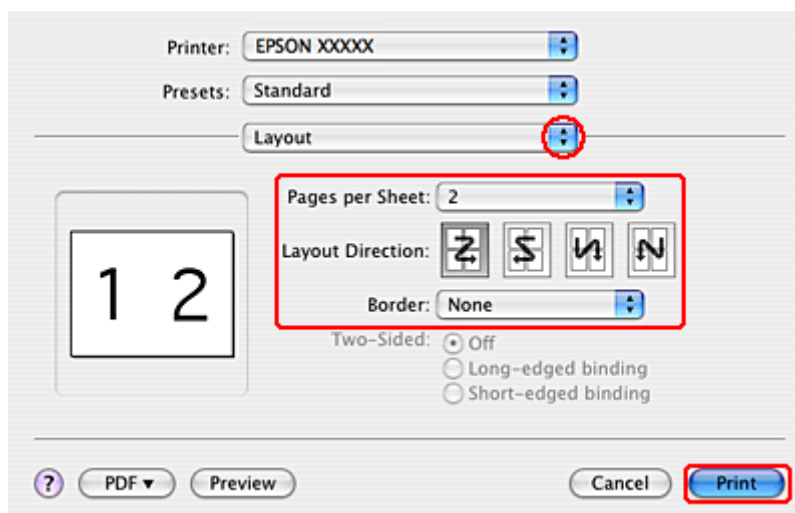 Printer: EPSON XXXXX
Presets: Standard
Layout
Pages per Sheet: 2
Layout Direction:
1 2
Border: None
Two-Sided: Off
Long-edged binding
Short-edged binding
? PDF ▼ Preview Cancel Print